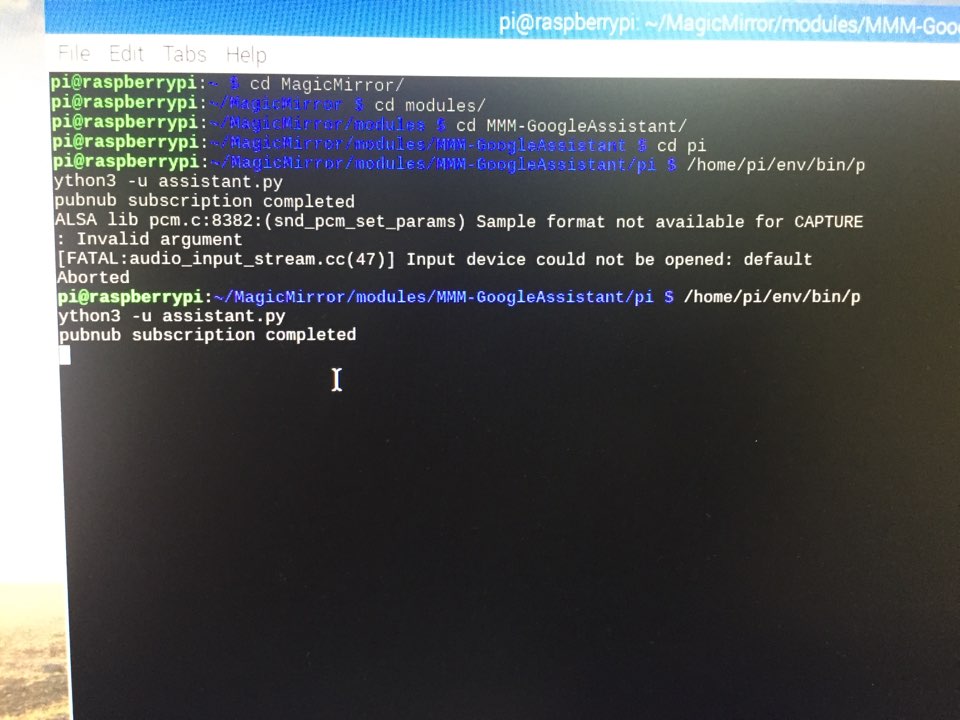 pi@raspberrypi: ~/MagicMirror/modules/MMM-Goo
File Edit Tabs Help
pi@raspberrypi:~ $ cd MagicMirror/
pi@raspberrypi:~/MagicMirror $ cd modules/
pi@raspberrypi:~/MagicMirror/modules $ cd MMM-GoogleAssistant/
pi@raspberrypi:~/MagicMirror/modules/MMM-GoogleAssistant $ cd pi
pi@raspberrypi:~/MagicMirror/modules/MMM-GoogleAssistant/pi $ /home/pi/env/bin/p
ython3 -u assistant.py
pubnub subscription completed
ALSA lib pcm.c:8382:(snd_pcm_set_params) Sample format not available for CAPTURE
: Invalid argument
[FATAL:audio_input_stream.cc(47)] Input device could not be opened: default
Aborted
pi@raspberrypi:~/MagicMirror/modules/MMM-GoogleAssistant/pi $ /home/pi/env/bin/p
ython3 -u assistant.py
pubnub subscription completed